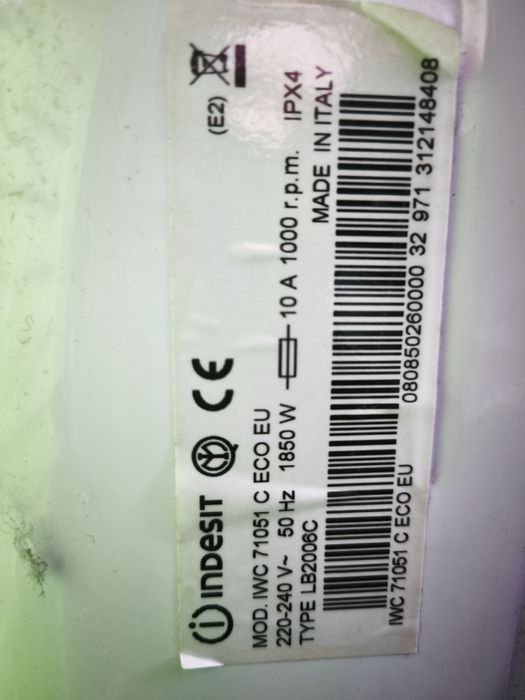 indesit CE (E2)
MOD. IWC 71051 C ECO EU
220-240 V~ 50 Hz 1850 W 10 A 1000 r.p.m. IPX4
TYPE LB2006C MADE IN ITALY
IWC 71051 C ECO EU 080850260000 32 971 312148408